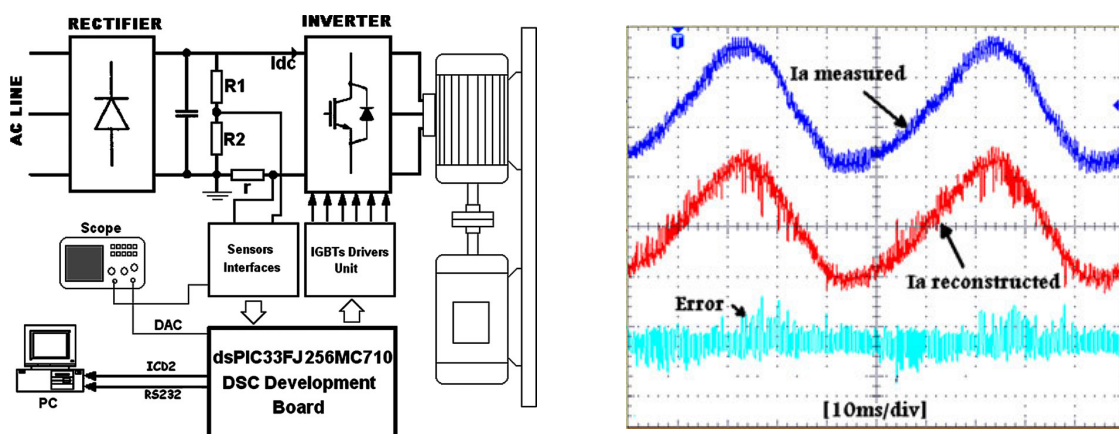 RECTIFIER
INVERTER
AC LINE
Idc
R1
R2
r
Scope
Sensors
Interfaces
IGBTs Drivers
Unit
DAC
dsPIC33FJ256MC710
DSC Development
Board
ICD2
RS232
PC
T
Ia measured
Ia reconstructed
Error
[10ms/div]